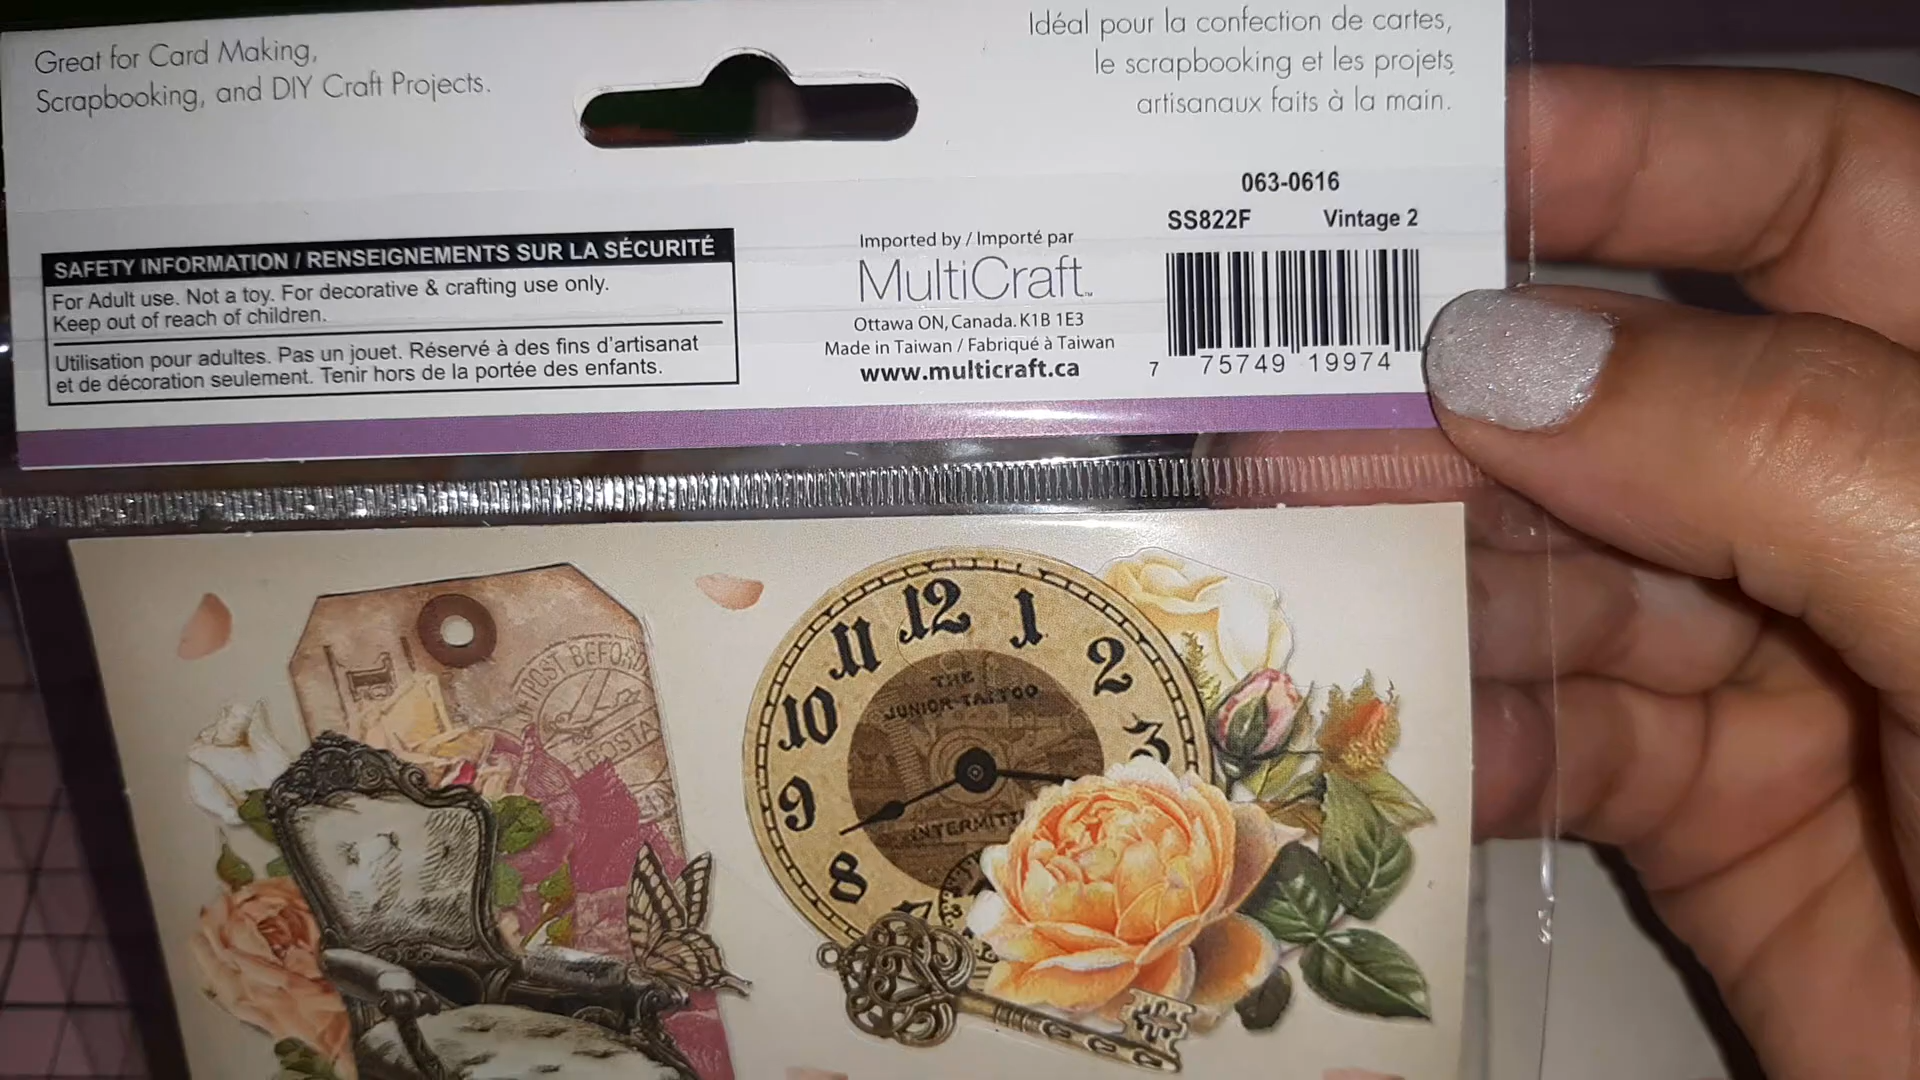 Great for Card Making,
Scrapbooking, and DIY Craft Projects.
Idéal pour la confection de cartes,
le scrapbooking et les projets
artisanaux faits à la main.
SAFETY INFORMATION / RENSEIGNEMENTS SUR LA SÉCURITÉ
For Adult use. Not a toy. For decorative & crafting use only.
Keep out of reach of children.
Utilisation pour adultes. Pas un jouet. Réservé à des fins d'artisanat
et de décoration seulement. Tenir hors de la portée des enfants.
Imported by / Importé par
MultiCraft™
Ottawa ON, Canada. K1B 1E3
Made in Taiwan / Fabriqué à Taiwan
www.multicraft.ca
063-0616
SS822F Vintage 2
7 75749 19974
12
1
2
3
8
9
10
11
THE
JUNIOR TATTOO